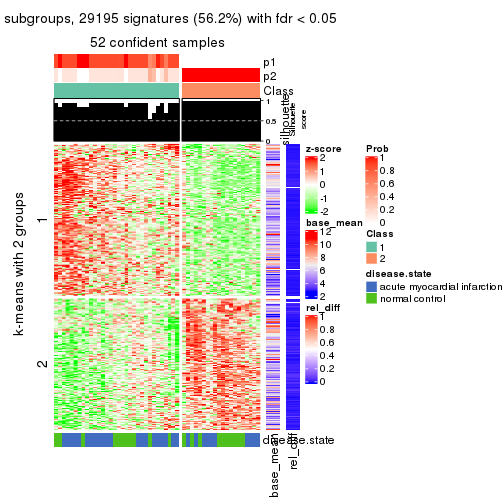 subgroups, 29195 signatures (56.2%) with fdr < 0.05
52 confident samples
p1
p2
Class
1
0.5
0
silhouette
Silhouette
score
k-means with 2 groups
1
2
disease.state
base_mean
rel_diff
z-score
2
1
0
-1
-2
base_mean
12
10
8
6
4
2
rel_diff
1
0.8
0.6
0.4
0.2
0
Prob
1
0.8
0.6
0.4
0.2
0
Class
1
2
disease.state
acute myocardial infarction
normal control